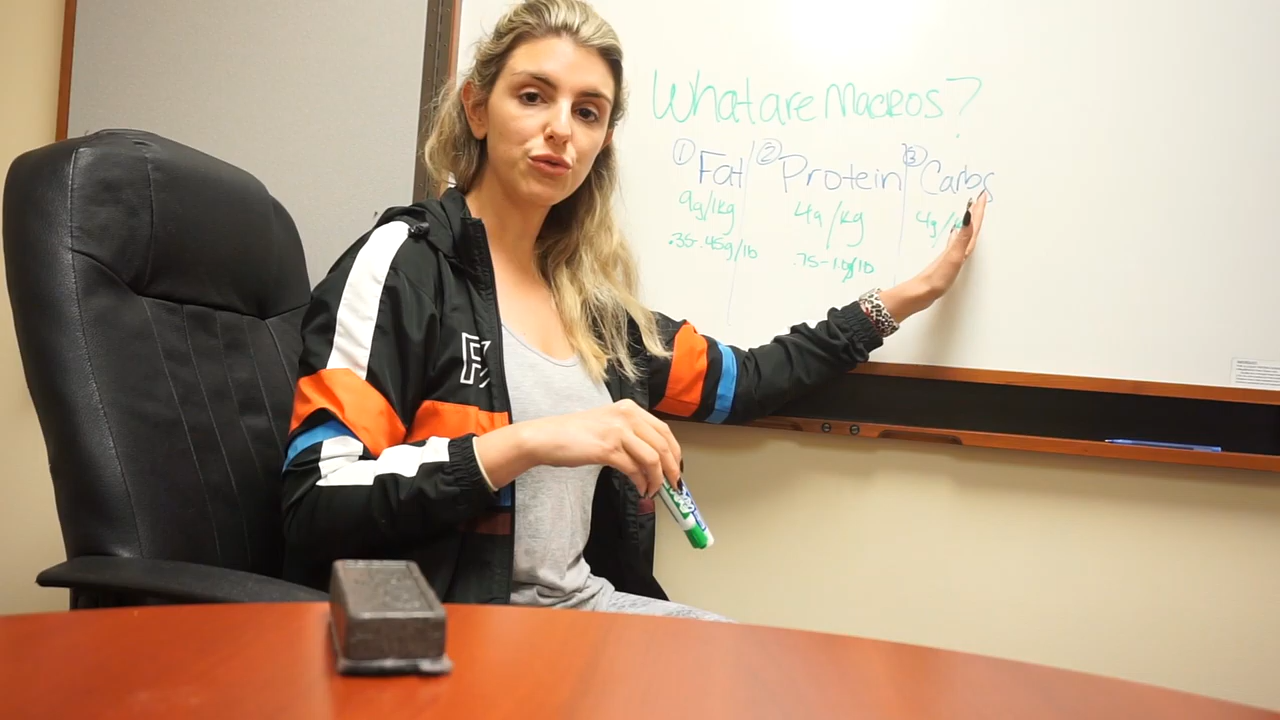 What are Macros?
① Fat ② Protein ③ Carbs
9g/1kg 4g/kg 4g/
.35-.45g/lb .75-1.0g/lb